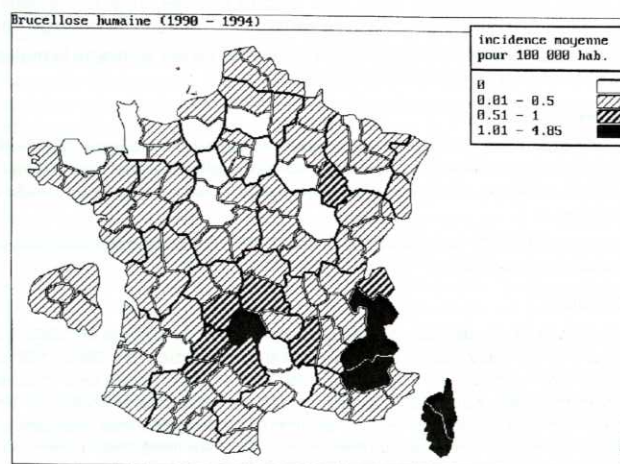 Brucellose humaine (1990 - 1994)
incidence moyenne
pour 100 000 hab.
0
0.01 - 0.5
0.51 - 1
1.01 - 4.85